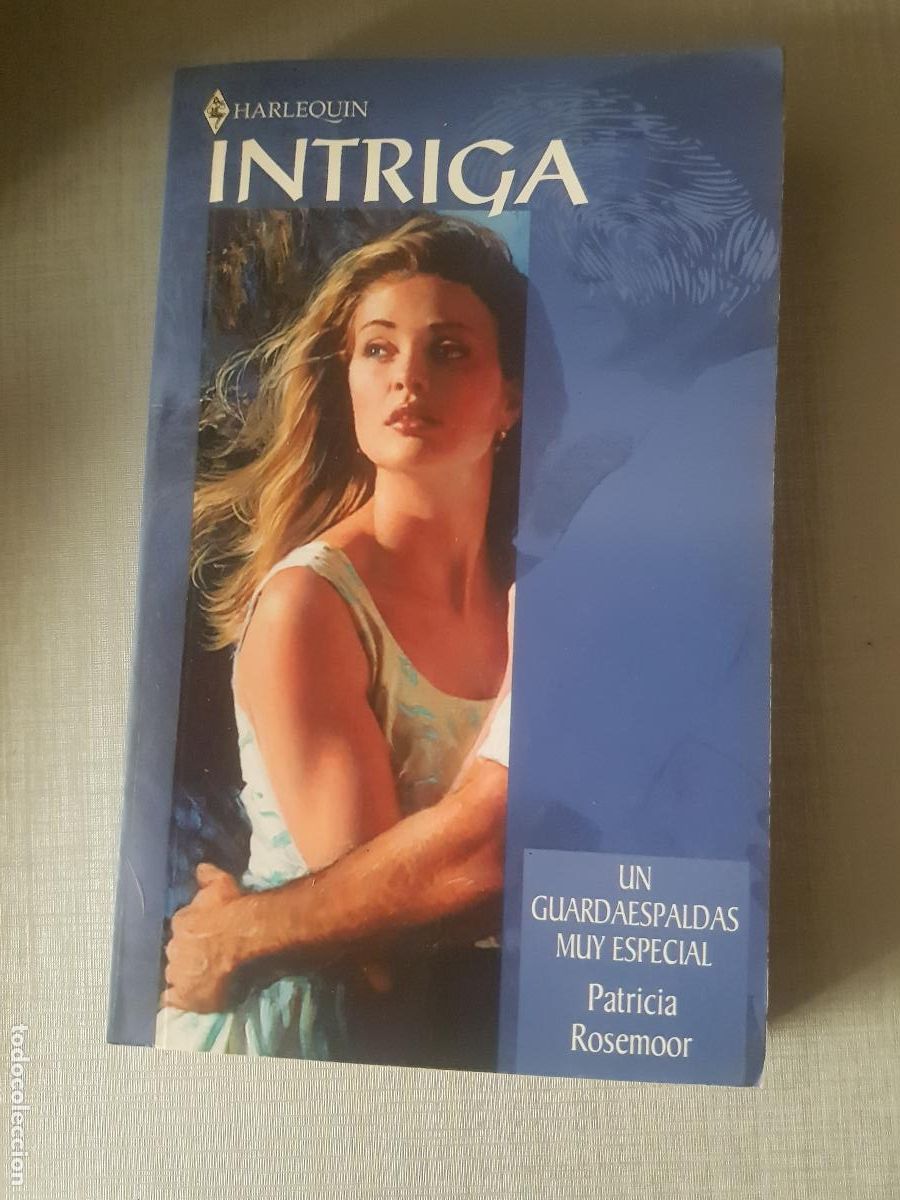 HARLEQUIN
INTRIGA
UN
GUARDAESPALDAS
MUY ESPECIAL
Patricia
Rosemoor
todocoleccion